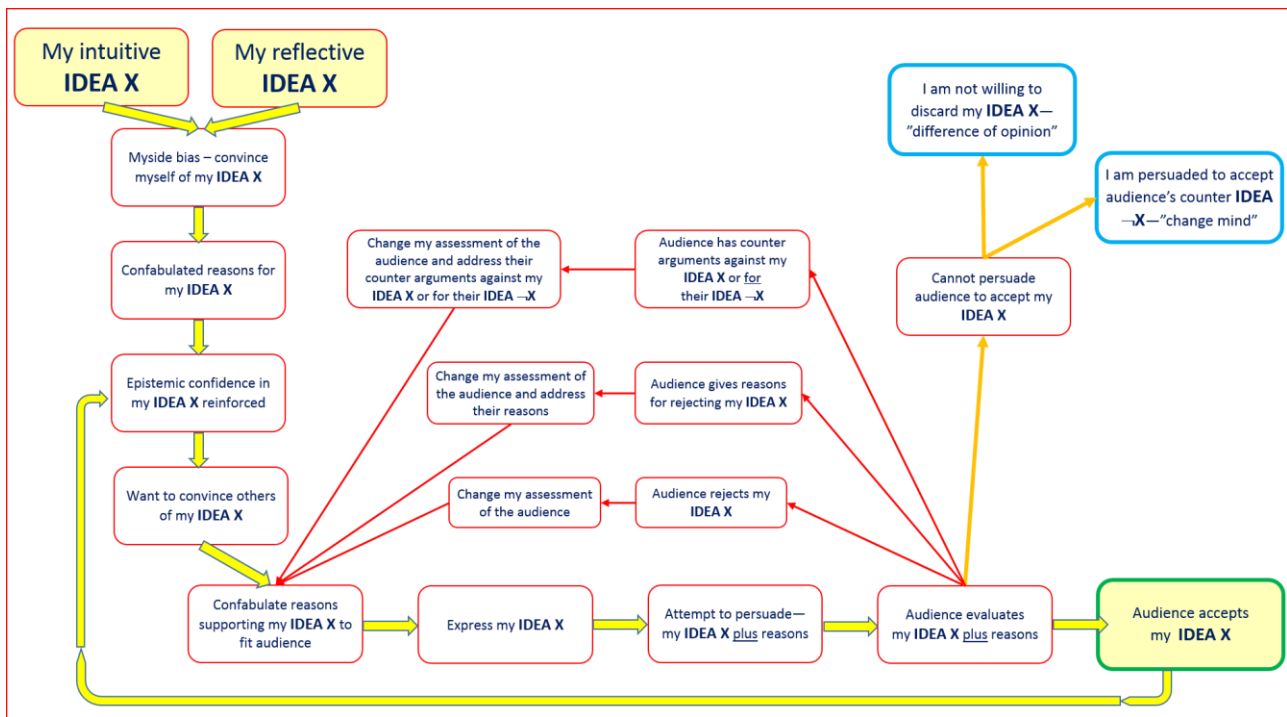 My intuitive
IDEA X
My reflective
IDEA X
Myside bias – convince
myself of my IDEA X
Confabulated reasons for
my IDEA X
Epistemic confidence in
my IDEA X reinforced
Want to convince others
of my IDEA X
Confabulate reasons
supporting my IDEA X to
fit audience
Express my IDEA X
Attempt to persuade—
my IDEA X plus reasons
Audience evaluates
my IDEA X plus reasons
Audience accepts
my IDEA X
Audience rejects my
IDEA X
Change my assessment
of the audience
Audience gives reasons
for rejecting my IDEA X
Change my assessment of
the audience and address
their reasons
Audience has counter
arguments against my
IDEA X or for
their IDEA ¬X
Change my assessment of the
audience and address their
counter arguments against my
IDEA X or for their IDEA ¬X
Cannot persuade
audience to accept my
IDEA X
I am not willing to
discard my IDEA X—
”difference of opinion”
I am persuaded to accept
audience’s counter IDEA
¬X—”change mind”